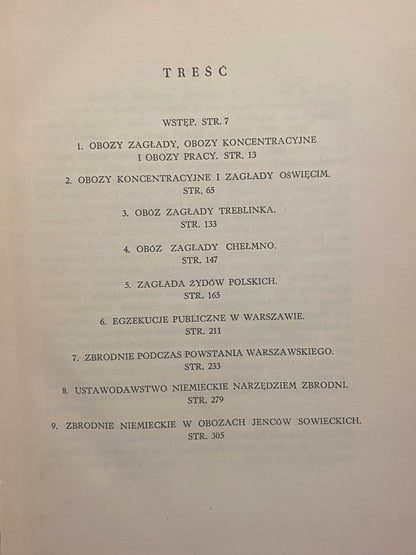 TREŚĆ
WSTĘP. STR. 7
1. OBOZY ZAGŁADY, OBOZY KONCENTRACYJNE
I OBOZY PRACY. STR. 13
2. OBOZY KONCENTRACYJNE I ZAGŁADY OŚWIĘCIM.
STR, 65
3. OBÓZ ZAGŁADY TREBLINKA.
STR. 133
4. OBÓZ ZAGŁADY CHEŁMNO.
STR. 147
5. ZAGŁADA ŻYDÓW POLSKICH.
STR. 165
6. EGZEKUCJE PUBLICZNE W WARSZAWIE.
STR. 211
7. ZBRODNIE PODCZAS POWSTANIA WARSZAWSKIEGO.
STR. 233
8. USTAWODAWSTWO NIEMIECKIE NARZĘDZIEM ZBRODNI.
STR. 279
9. ZBRODNIE NIEMIECKIE W OBOZACH JEŃCÓW SOWIECKICH.
STR. 305